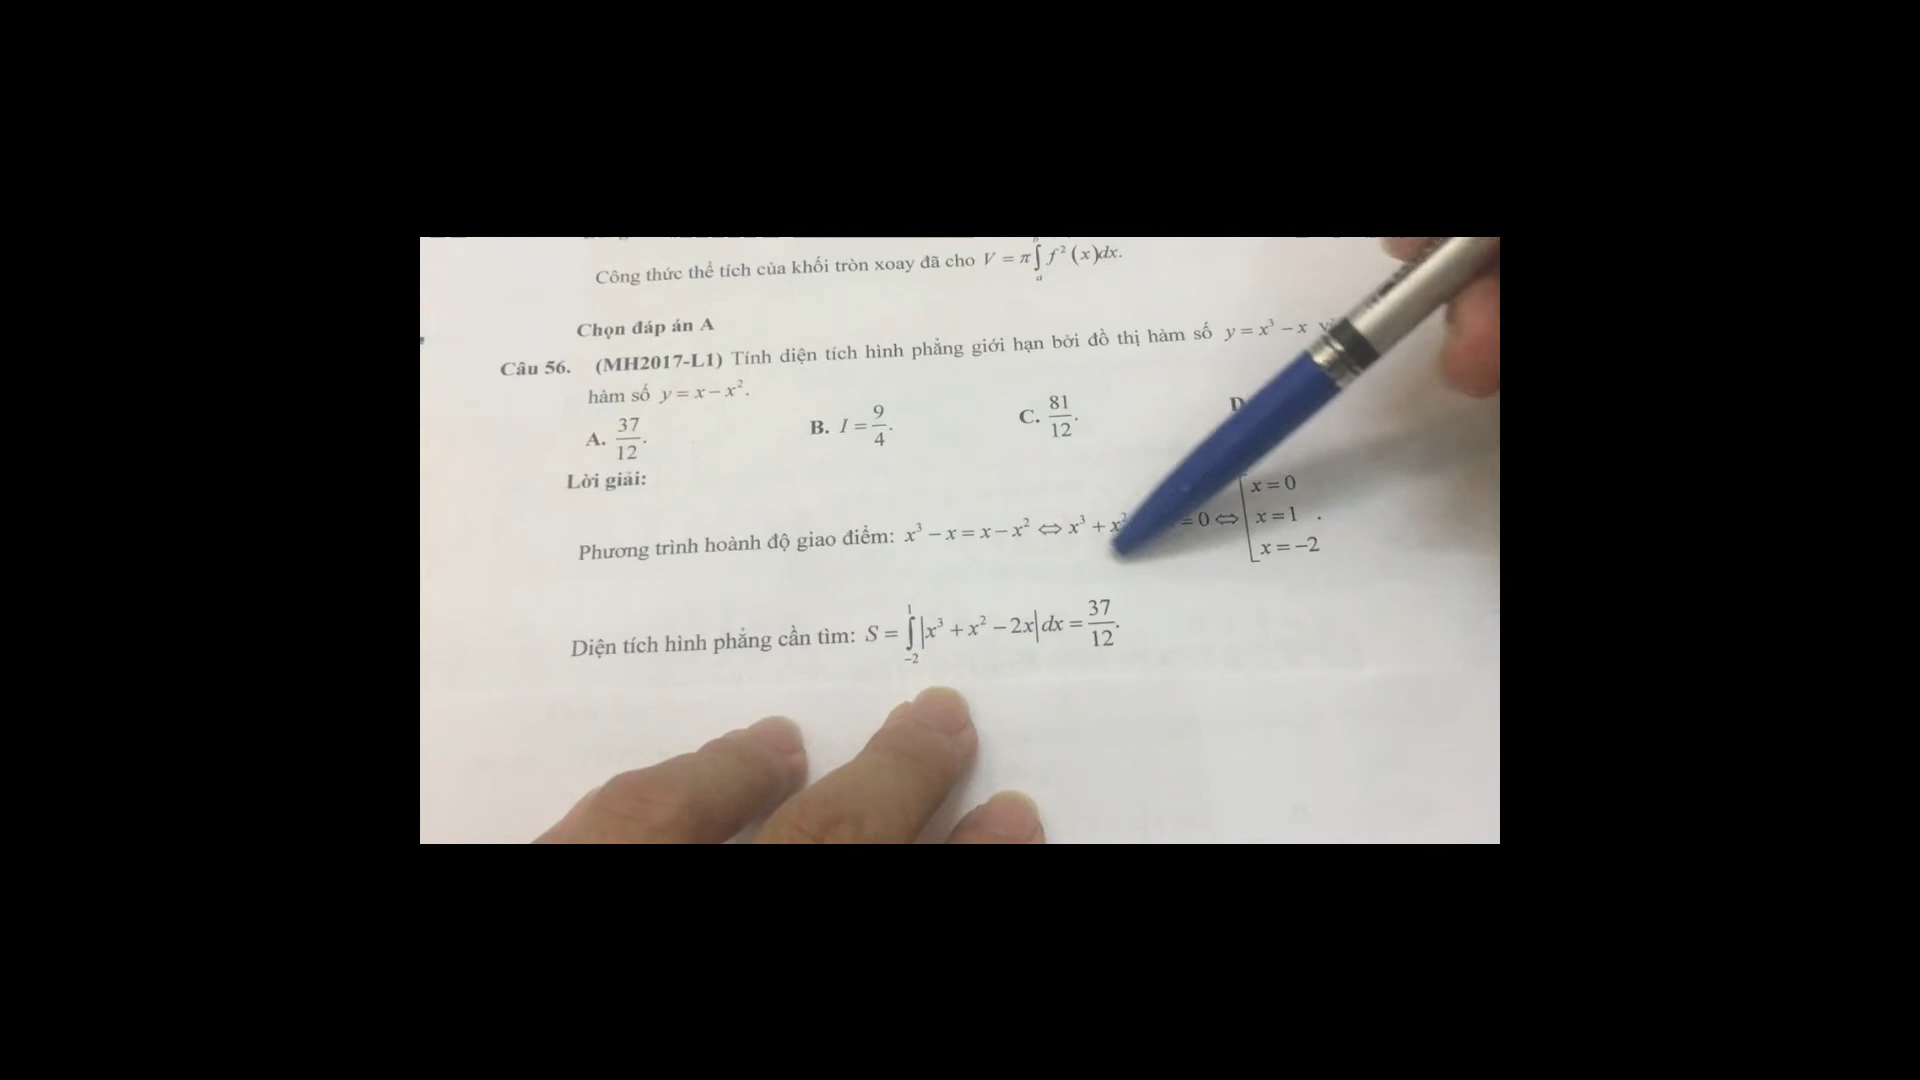 Công thức thể tích của khối tròn xoay đã cho V = π∫ₐᵇ f² (x)dx.
Chọn đáp án A
Câu 56. (MH2017-L1) Tính diện tích hình phẳng giới hạn bởi đồ thị hàm số y = x³ − x
hàm số y = x − x².
A. 37/12. B. I = 9/4. C. 81/12. D
Lời giải:
Phương trình hoành độ giao điểm: x³ − x = x − x² ⇔ x³ + x² = 0 ⇔ [x = 0
x = 1 .
x = −2
Diện tích hình phẳng cần tìm: S = ∫₋₂¹ |x³ + x² − 2x| dx = 37/12.